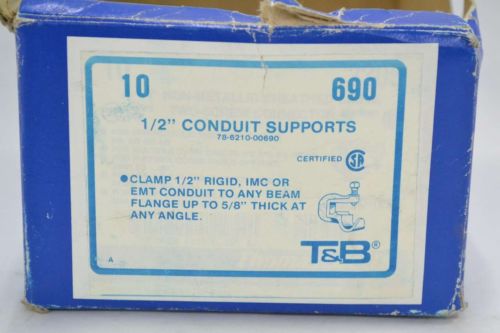 10 690
1/2" CONDUIT SUPPORTS
78-6210-00690
CERTIFIED SA
• CLAMP 1/2" RIGID, IMC OR
EMT CONDUIT TO ANY BEAM
FLANGE UP TO 5/8" THICK AT
ANY ANGLE.
A T&B®